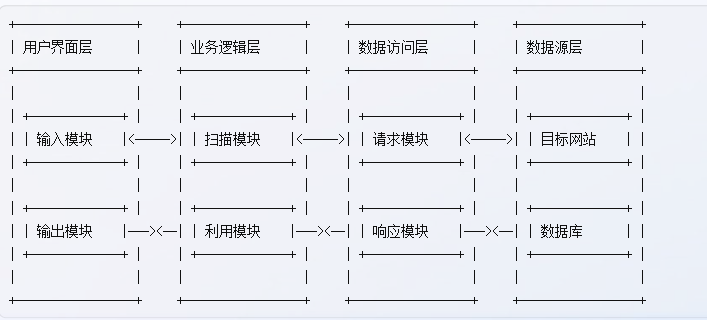 用户界面层 业务逻辑层 数据访问层 数据源层
输入模块 扫描模块 请求模块 目标网站
输出模块 利用模块 响应模块 数据库